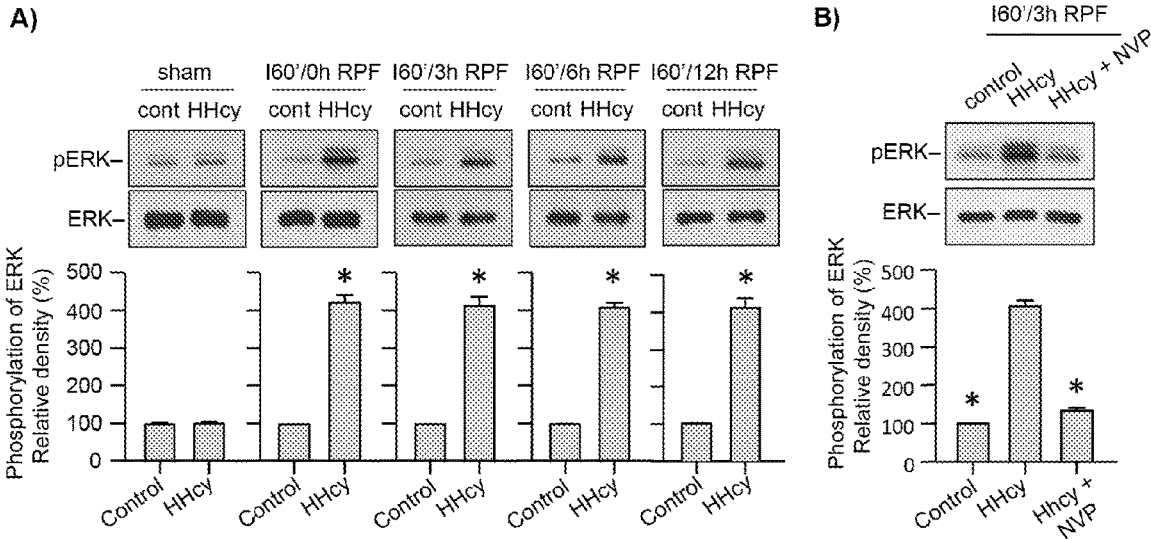 A)
sham
I60'/0h RPF
I60'/3h RPF
I60'/6h RPF
I60'/12h RPF
cont HHcy
cont HHcy
cont HHcy
cont HHcy
cont HHcy
pERK–
ERK–
Phosphorylation of ERK
Relative density (%)
500
400
300
200
100
0
*
*
*
*
Control
HHcy
Control
HHcy
Control
HHcy
Control
HHcy
Control
HHcy
B)
I60'/3h RPF
control
HHcy
HHcy + NVP
pERK–
ERK–
Phosphorylation of ERK
Relative density (%)
500
400
300
200
100
0
*
*
Control
HHcy
Hhcy +
NVP